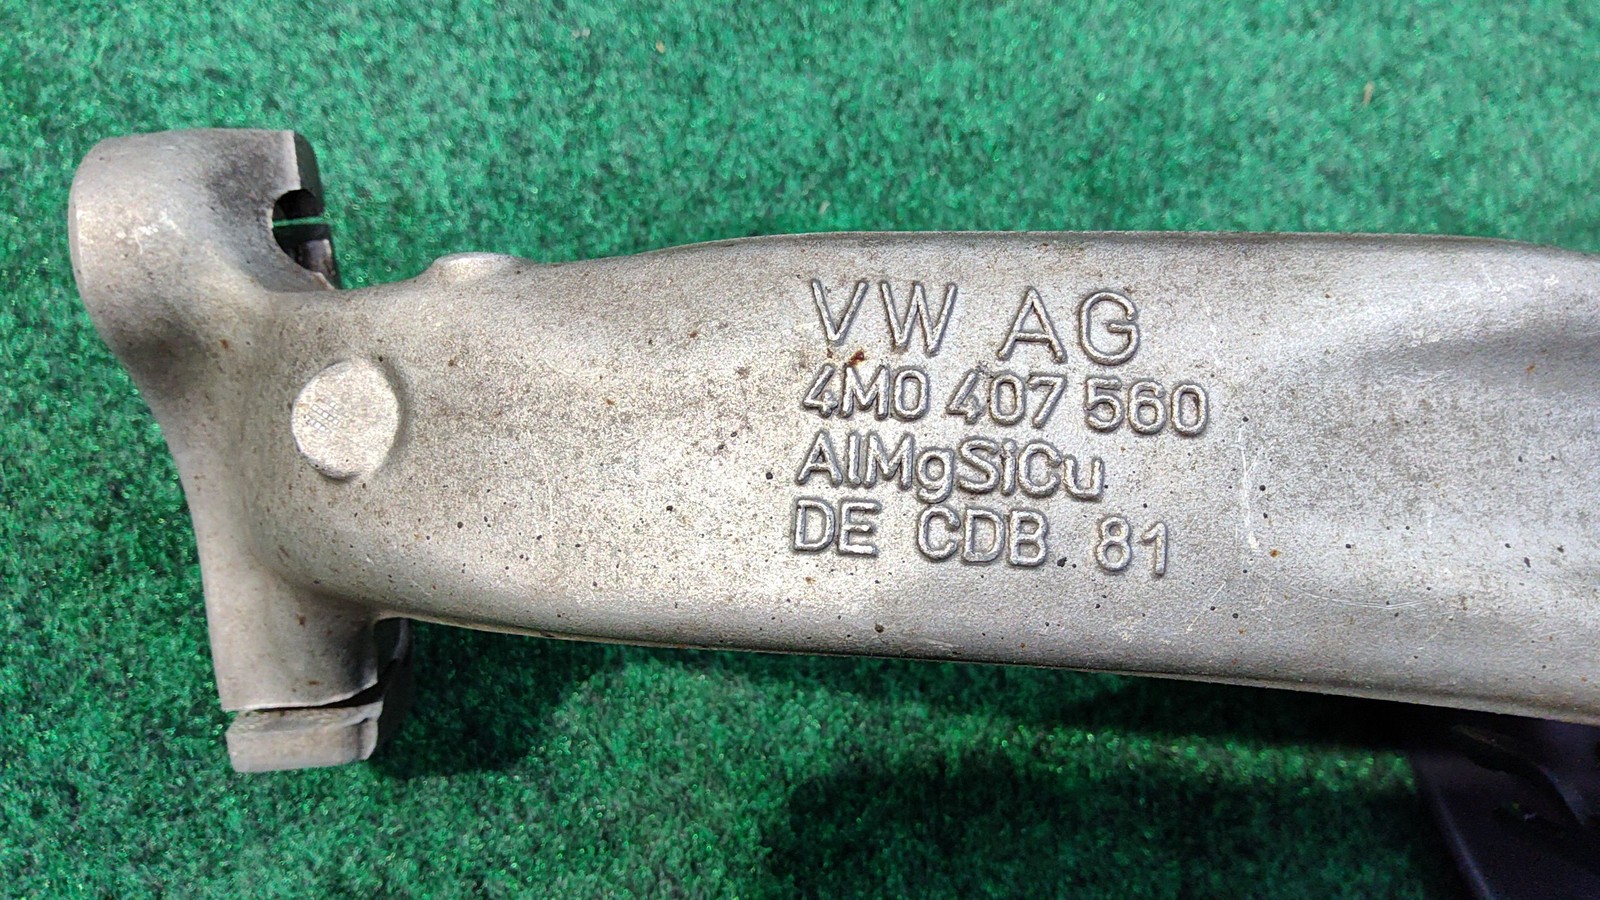 VW AG
4M0 407 560
AlMgSiCu
DE CDB 81